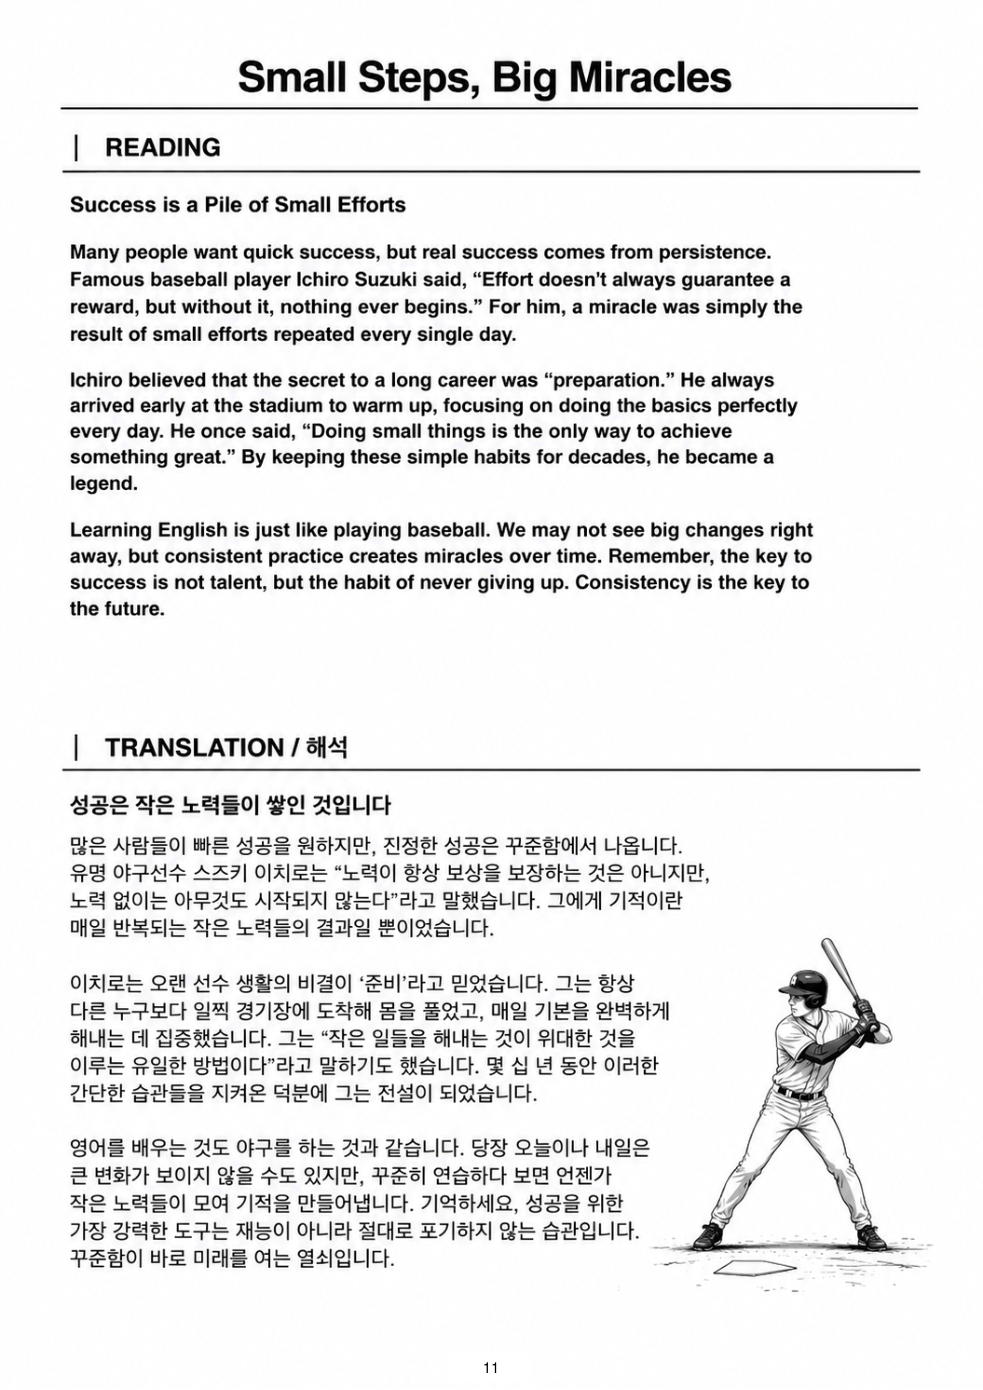 Small Steps, Big Miracles
READING
Success is a Pile of Small Efforts
Many people want quick success, but real success comes from persistence.
Famous baseball player Ichiro Suzuki said, “Effort doesn’t always guarantee a
reward, but without it, nothing ever begins.” For him, a miracle was simply the
result of small efforts repeated every single day.
Ichiro believed that the secret to a long career was “preparation.” He always
arrived early at the stadium to warm up, focusing on doing the basics perfectly
every day. He once said, “Doing small things is the only way to achieve
something great.” By keeping these simple habits for decades, he became a
legend.
Learning English is just like playing baseball. We may not see big changes right
away, but consistent practice creates miracles over time. Remember, the key to
success is not talent, but the habit of never giving up. Consistency is the key to
the future.
TRANSLATION / 해석
성공은 작은 노력들이 쌓인 것입니다
많은 사람들이 빠른 성공을 원하지만, 진정한 성공은 꾸준함에서 나옵니다.
유명 야구선수 스즈키 이치로는 “노력이 항상 보상을 보장하는 것은 아니지만,
노력 없이는 아무것도 시작되지 않는다”라고 말했습니다. 그에게 기적이란
매일 반복되는 작은 노력들의 결과일 뿐이었습니다.
이치로는 오랜 선수 생활의 비결이 ‘준비’라고 믿었습니다. 그는 항상
다른 누구보다 일찍 경기장에 도착해 몸을 풀었고, 매일 기본을 완벽하게
해내는 데 집중했습니다. 그는 “작은 일들을 해내는 것이 위대한 것을
이루는 유일한 방법이다”라고 말하기도 했습니다. 몇 십 년 동안 이러한
간단한 습관들을 지켜온 덕분에 그는 전설이 되었습니다.
영어를 배우는 것도 야구를 하는 것과 같습니다. 당장 오늘이나 내일은
큰 변화가 보이지 않을 수도 있지만, 꾸준히 연습하다 보면 언젠가
작은 노력들이 모여 기적을 만들어냅니다. 기억하세요, 성공을 위한
가장 강력한 도구는 재능이 아니라 절대로 포기하지 않는 습관입니다.
꾸준함이 바로 미래를 여는 열쇠입니다.
11